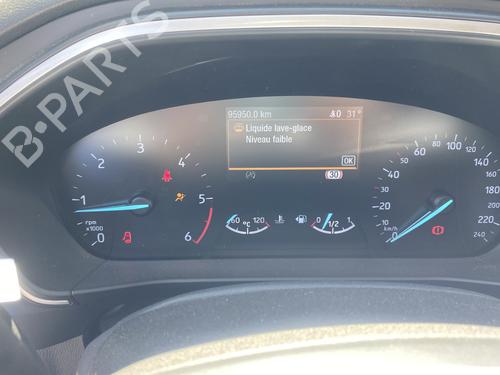 B-PARTS
95950.0 km
31°
Liquide lave-glace
Niveau faible
OK
30
0 1 2 3 4 5 6
rpm
x1000
60 °C 120
0 1/2 1
0 10 20 40 60 80 100 120 140 160 180 200 220 240
km/h